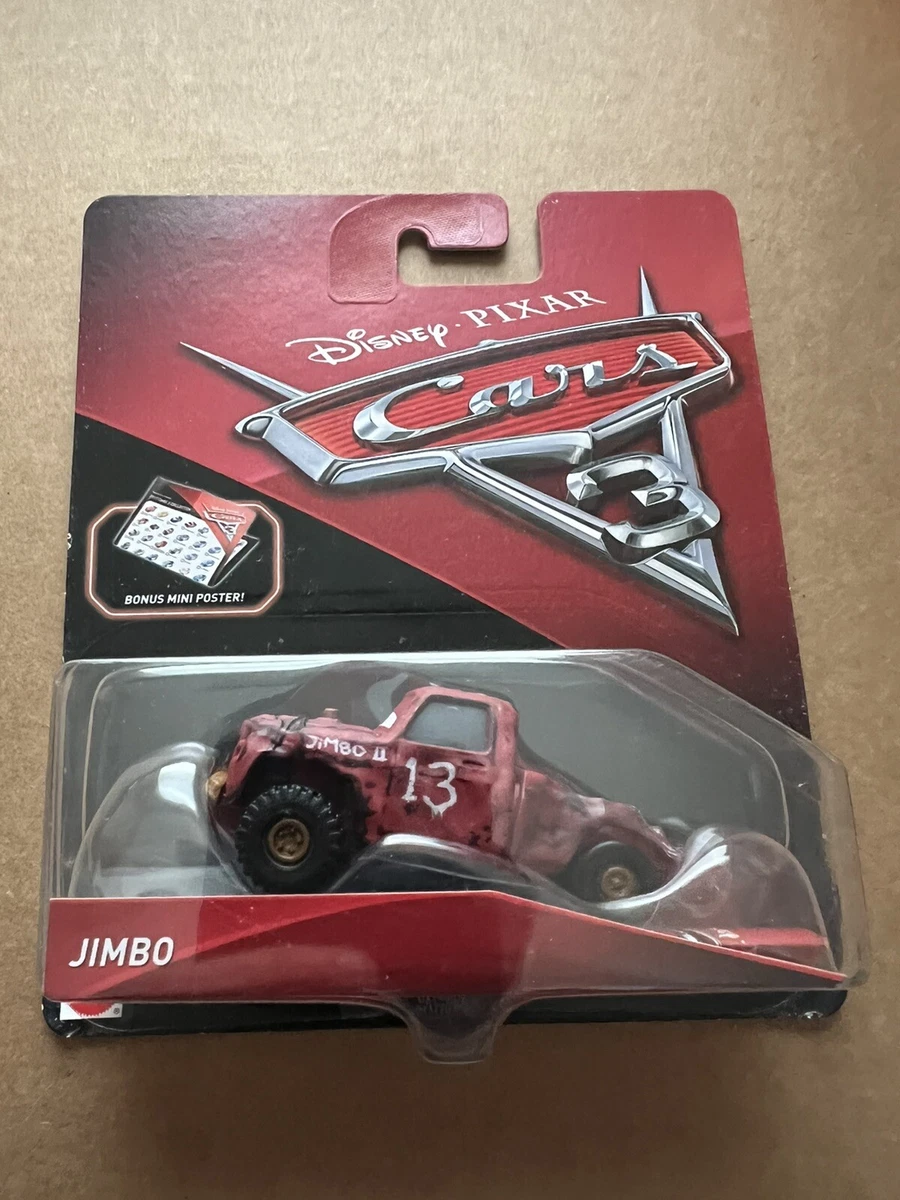 Disney · PIXAR
Cars
3
BONUS MINI POSTER!
JiMBO II
13
JIMBO